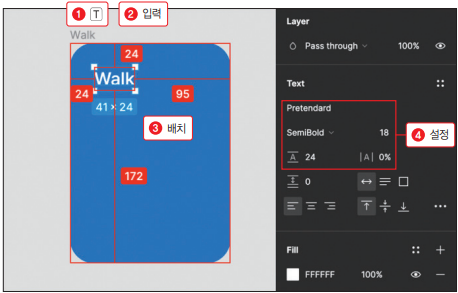 1 T 2 입력
Walk
24
Walk
24 95
41 × 24
3 배치
172
Layer
Pass through 100%
Text
Pretendard
SemiBold 18
A 24 |A| 0%
4 설정
0
Fill
FFFFFF 100%